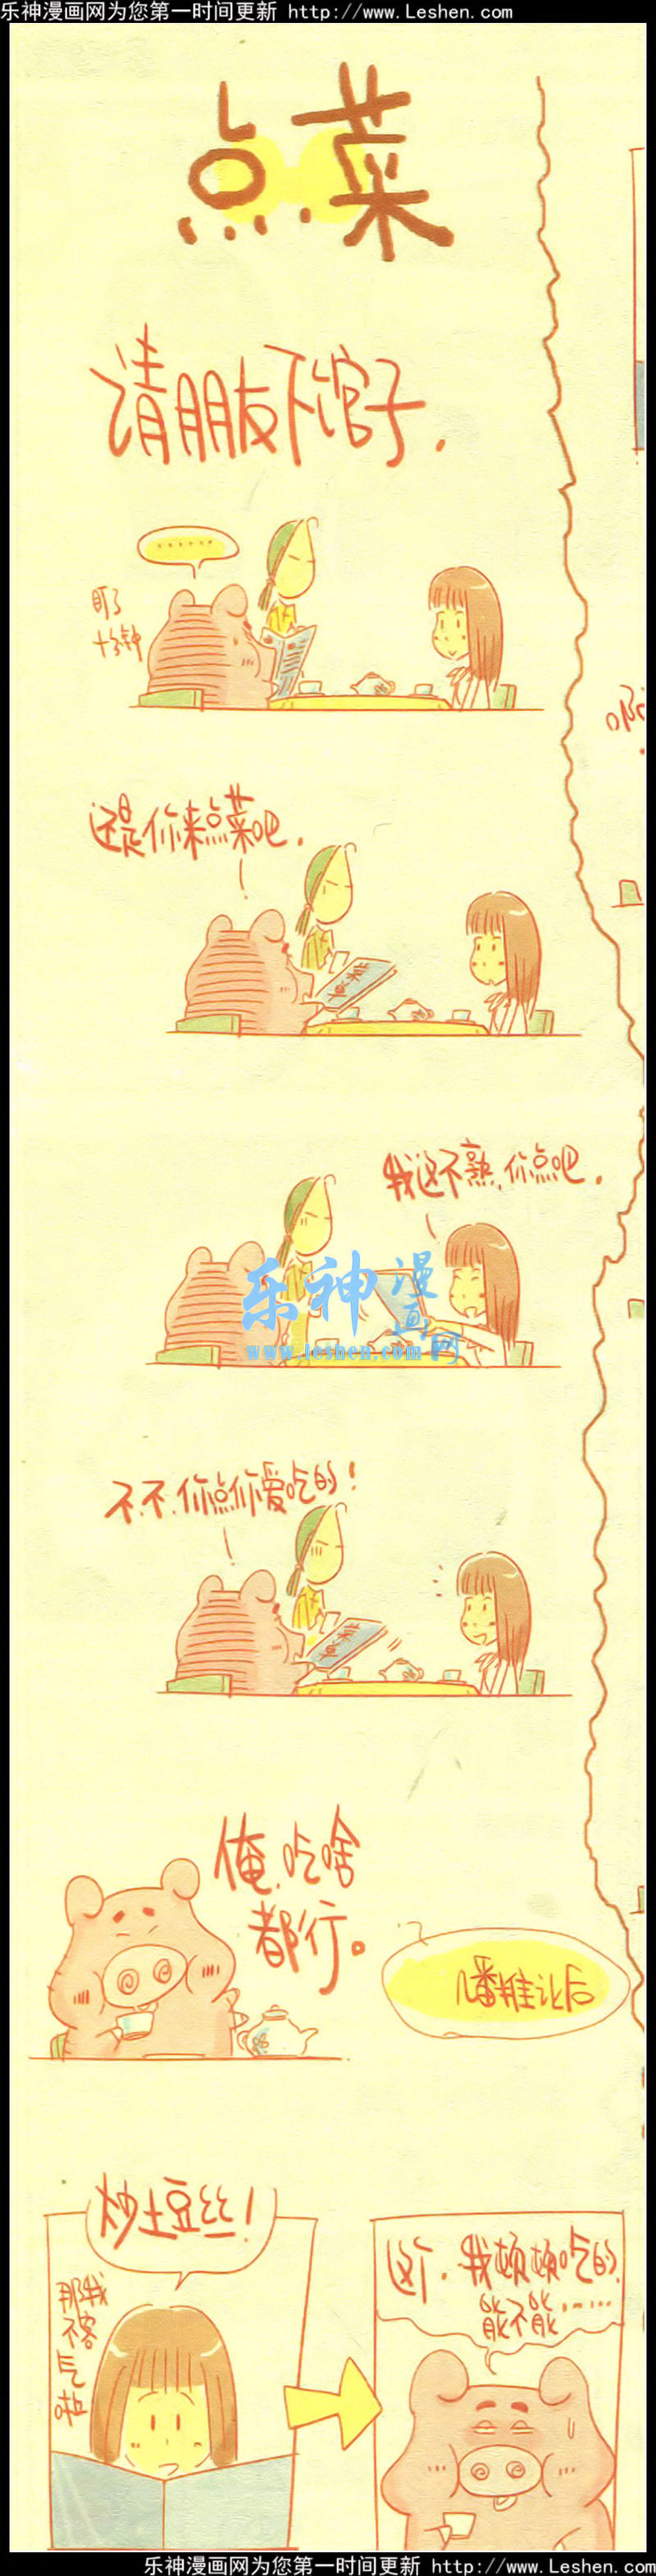 乐神漫画网为您第一时间更新 http://www.Leshen.com
点菜
请朋友下馆子.
......
盯了
十分钟
还是你来点菜吧.
我这不熟,你点吧.
乐神漫画网
www.leshen.com
不.不.你点你爱吃的!
俺.吃啥
都行。
1番推让后
炒土豆丝!
那我
不客
气
啦
这个.我顿顿吃的,
能不能……
乐神漫画网为您第一时间更新 http://www.Leshen.com